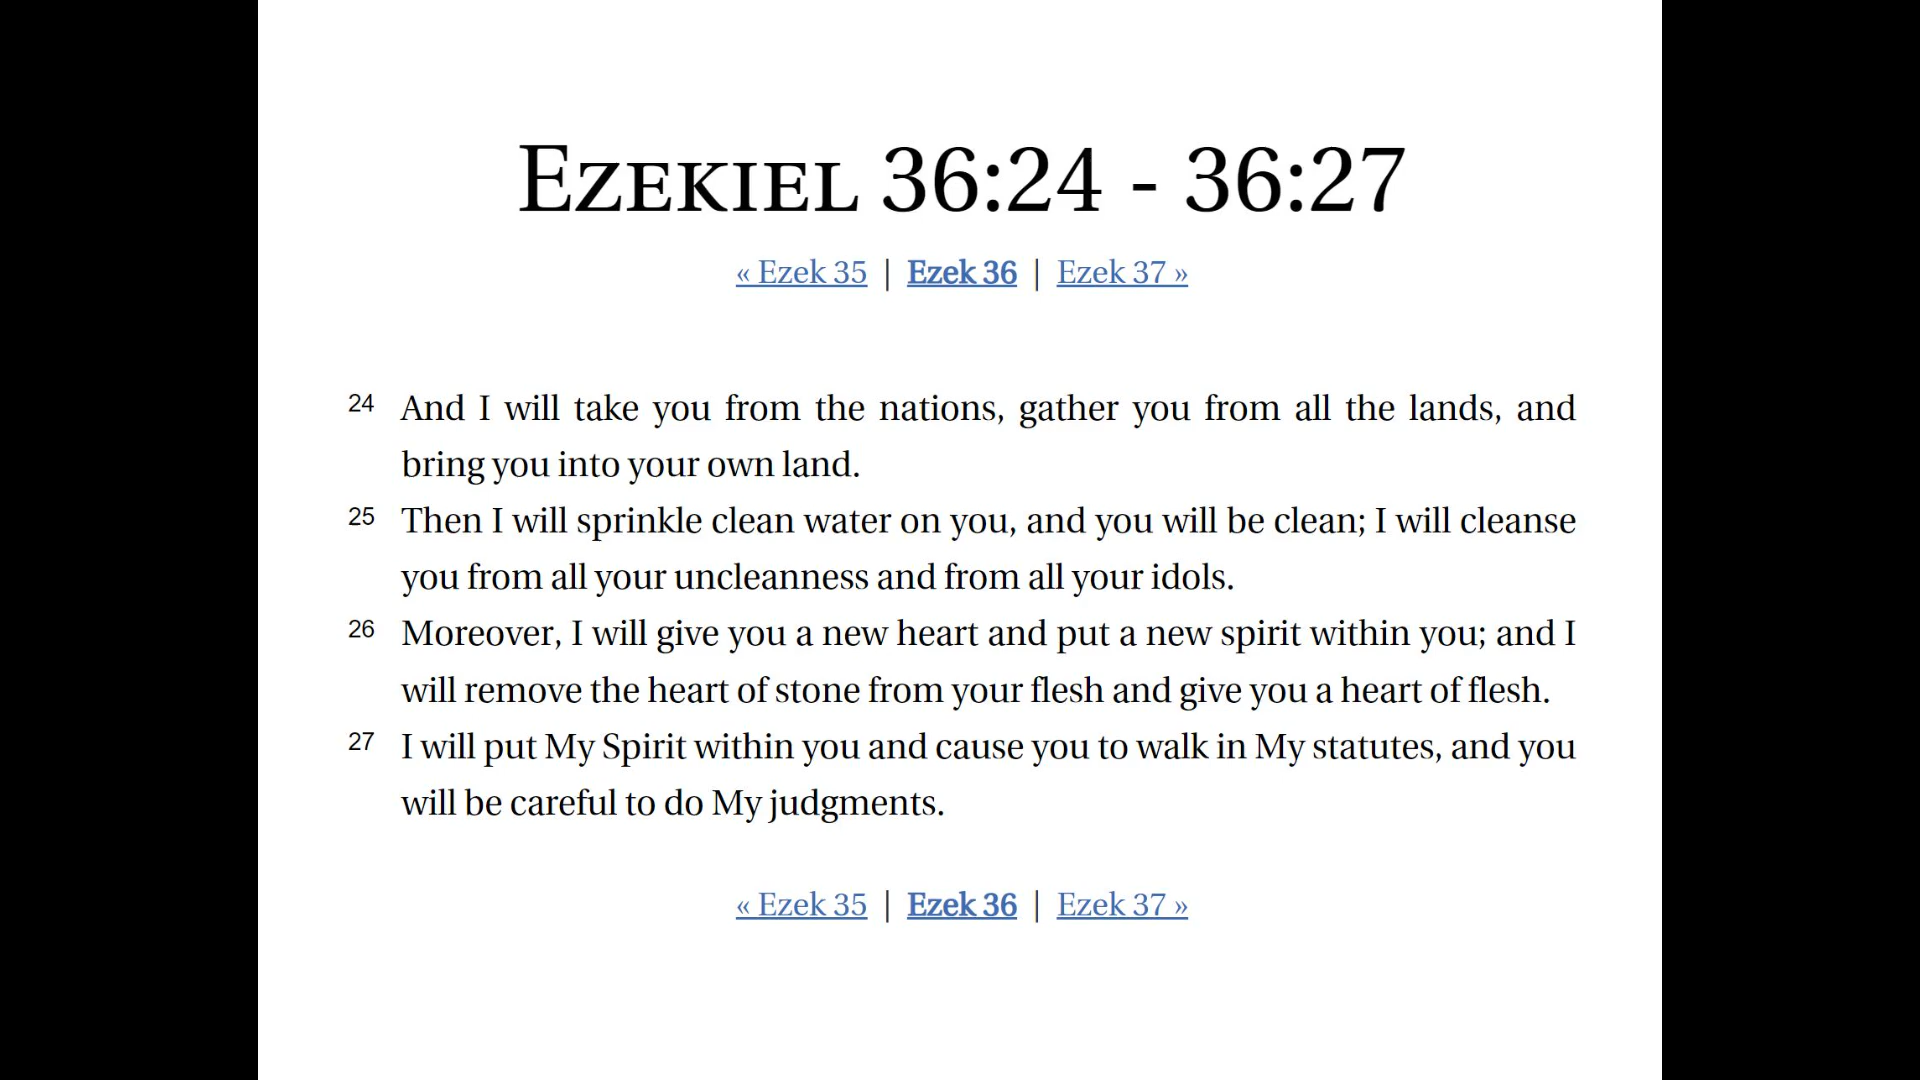 Ezekiel 36:24 - 36:27
« Ezek 35 | Ezek 36 | Ezek 37 »
24 And I will take you from the nations, gather you from all the lands, and
bring you into your own land.
25 Then I will sprinkle clean water on you, and you will be clean; I will cleanse
you from all your uncleanness and from all your idols.
26 Moreover, I will give you a new heart and put a new spirit within you; and I
will remove the heart of stone from your flesh and give you a heart of flesh.
27 I will put My Spirit within you and cause you to walk in My statutes, and you
will be careful to do My judgments.
« Ezek 35 | Ezek 36 | Ezek 37 »